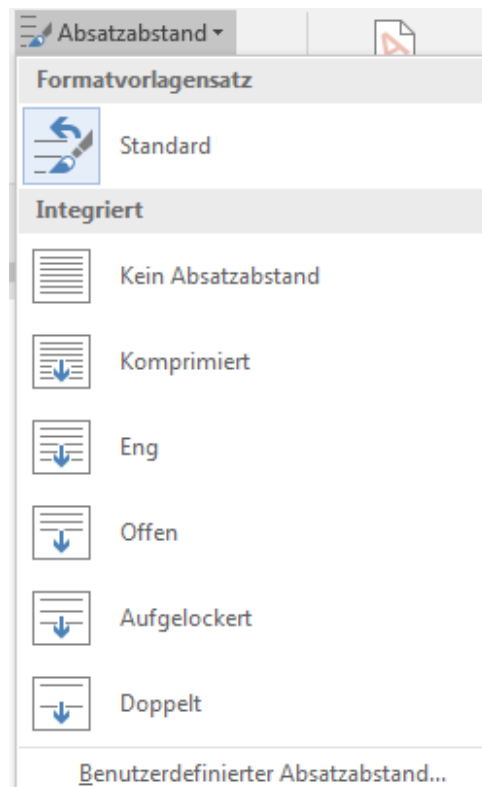 Absatzabstand
Formatvorlagensatz
Standard
Integriert
Kein Absatzabstand
Komprimiert
Eng
Offen
Aufgelockert
Doppelt
Benutzerdefinierter Absatzabstand...